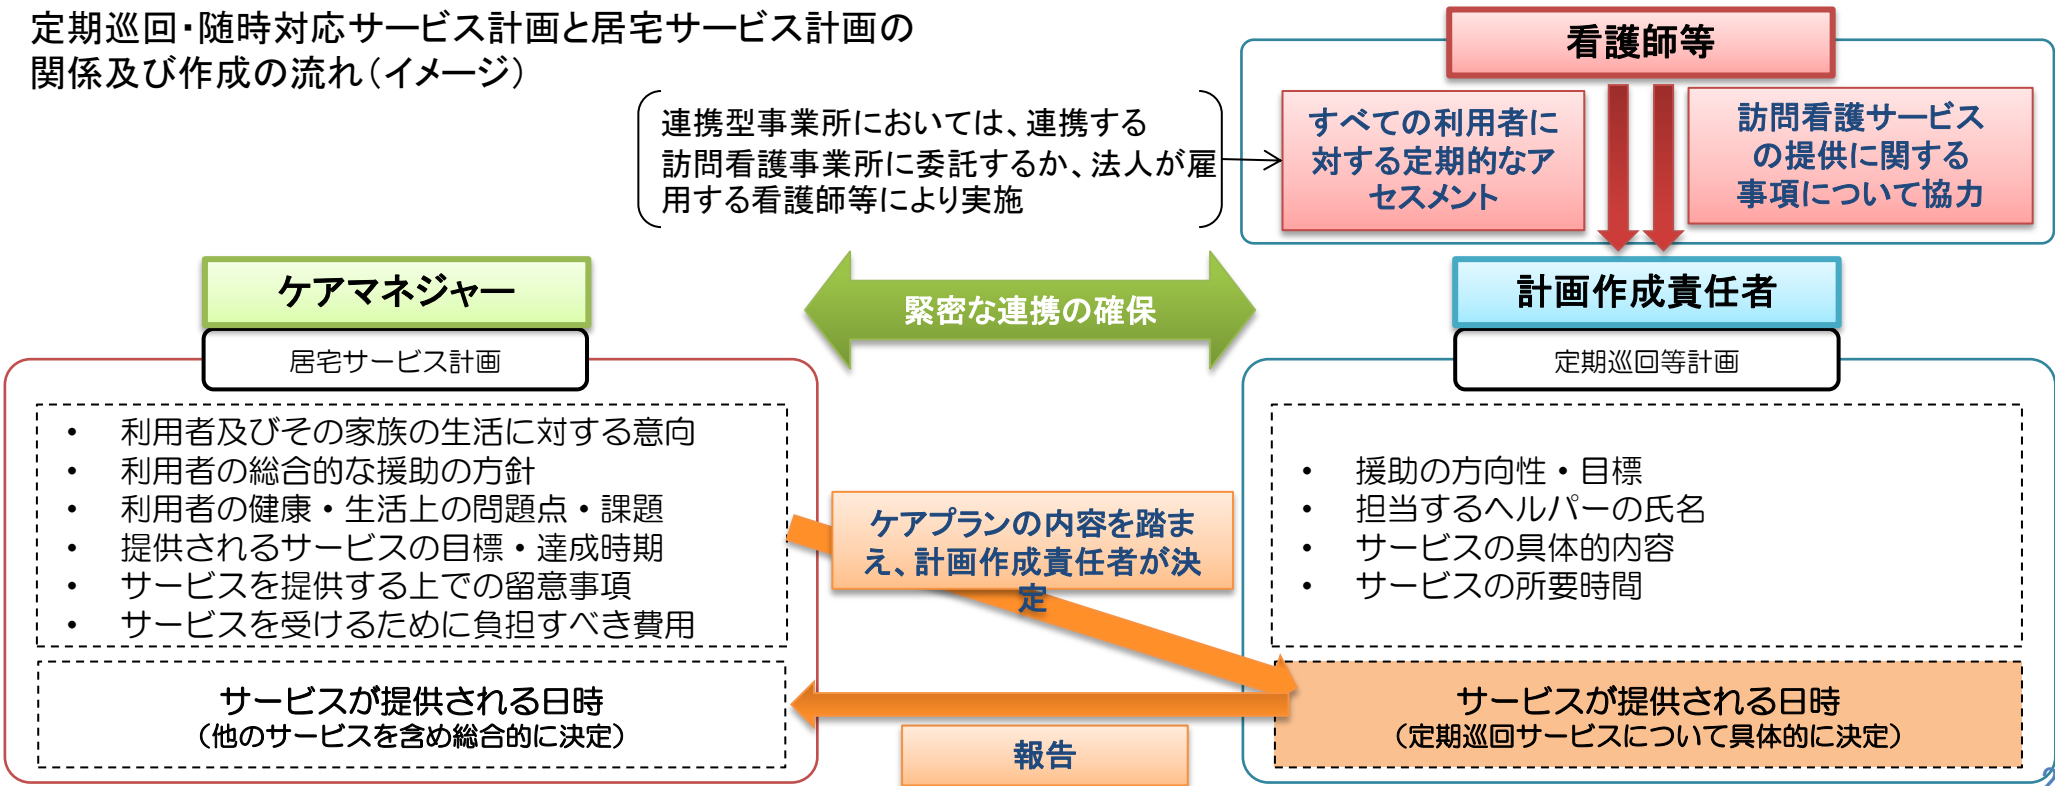 定期巡回・随時対応サービス計画と居宅サービス計画の
関係及び作成の流れ（イメージ）
看護師等
連携型事業所においては、連携する
訪問看護事業所に委託するか、法人が雇
用する看護師等により実施
すべての利用者に
対する定期的なア
セスメント
訪問看護サービス
の提供に関する
事項について協力
ケアマネジャー
緊密な連携の確保
計画作成責任者
居宅サービス計画
定期巡回等計画
• 利用者及びその家族の生活に対する意向
• 利用者の総合的な援助の方針
• 利用者の健康・生活上の問題点・課題
• 提供されるサービスの目標・達成時期
• サービスを提供する上での留意事項
• サービスを受けるために負担すべき費用
ケアプランの内容を踏ま
え、計画作成責任者が決
定
• 援助の方向性・目標
• 担当するヘルパーの氏名
• サービスの具体的内容
• サービスの所要時間
サービスが提供される日時
（他のサービスを含め総合的に決定）
サービスが提供される日時
（定期巡回サービスについて具体的に決定）
報告